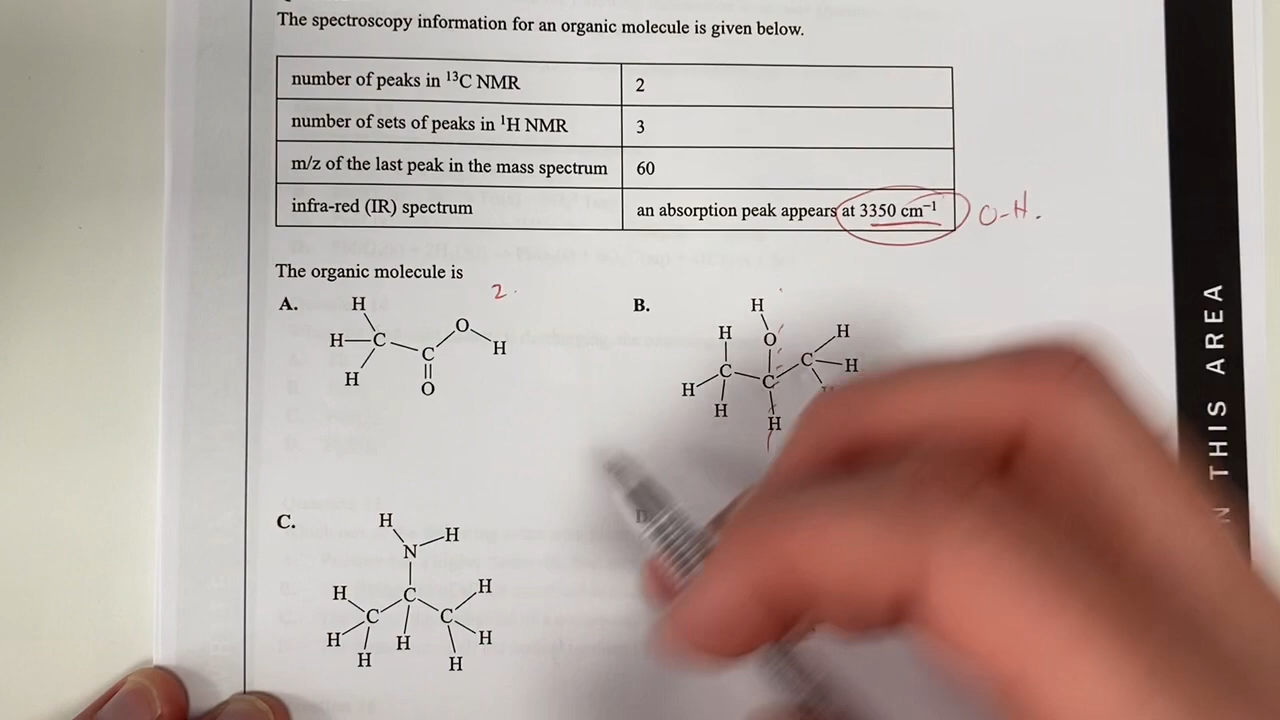 The spectroscopy information for an organic molecule is given below.
number of peaks in ¹³C NMR 2
number of sets of peaks in ¹H NMR 3
m/z of the last peak in the mass spectrum 60
infra-red (IR) spectrum an absorption peak appears at 3350 cm⁻¹ O-H.
The organic molecule is
2.
A. H
H C O H
H C
O
B. H
H O H
H C C C H
H H
C. H H
N
H C H
C C
H H H H
H H
THIS AREA